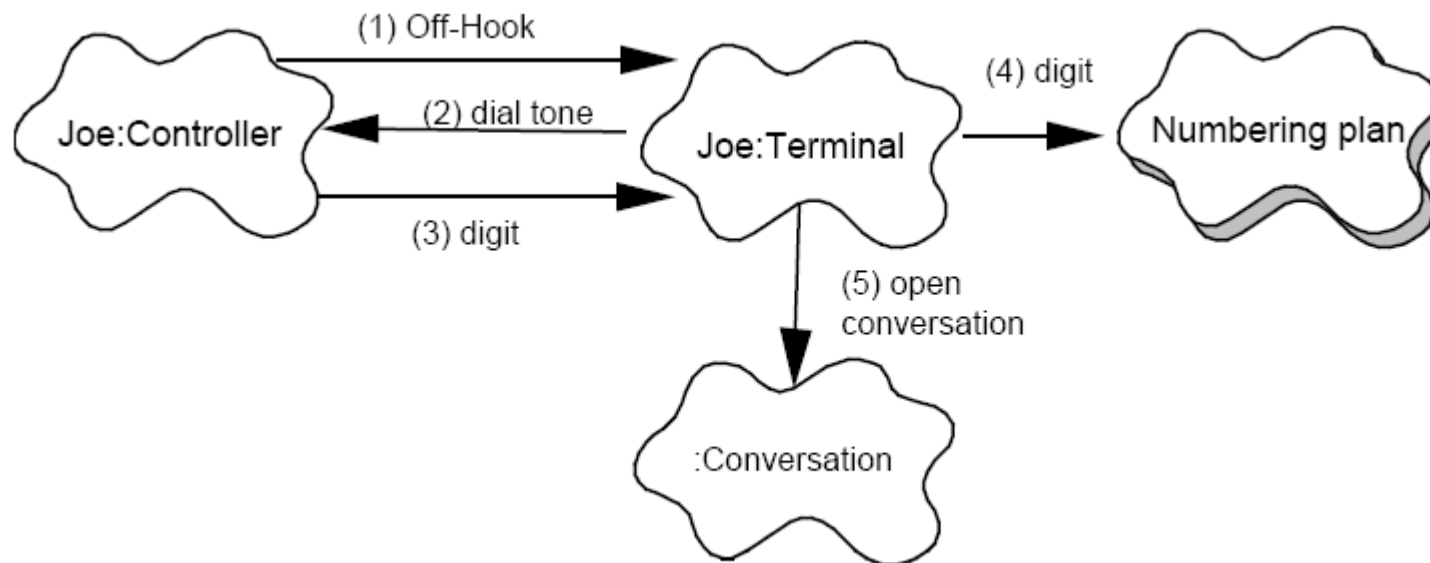 (1) Off-Hook
(4) digit
(2) dial tone
Joe:Controller
Joe:Terminal
Numbering plan
(3) digit
(5) open
conversation
:Conversation